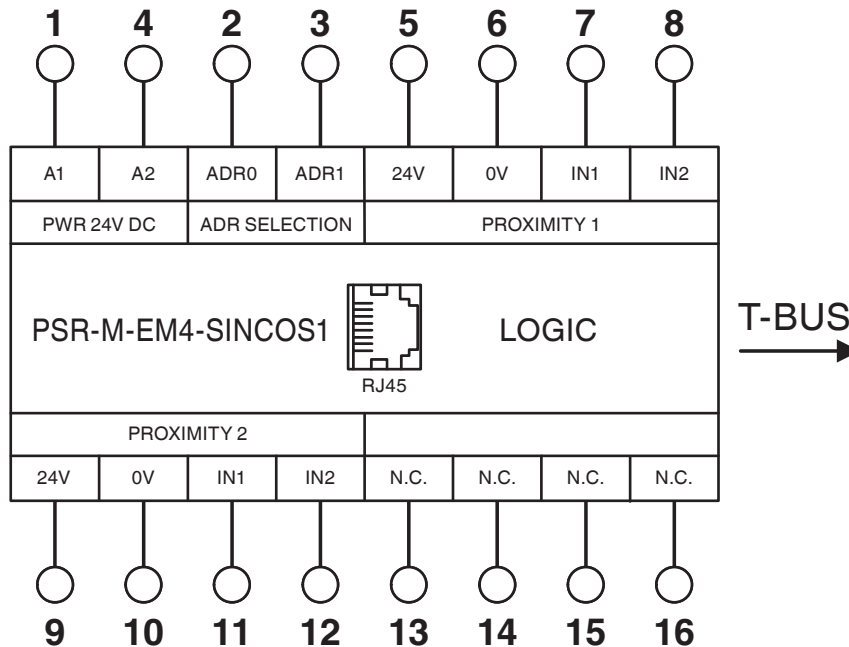 1 4 2 3 5 6 7 8
A1 A2 ADR0 ADR1 24V 0V IN1 IN2
PWR 24V DC ADR SELECTION PROXIMITY 1
PSR-M-EM4-SINCOS1 LOGIC T-BUS
RJ45
PROXIMITY 2
24V 0V IN1 IN2 N.C. N.C. N.C. N.C.
9 10 11 12 13 14 15 16